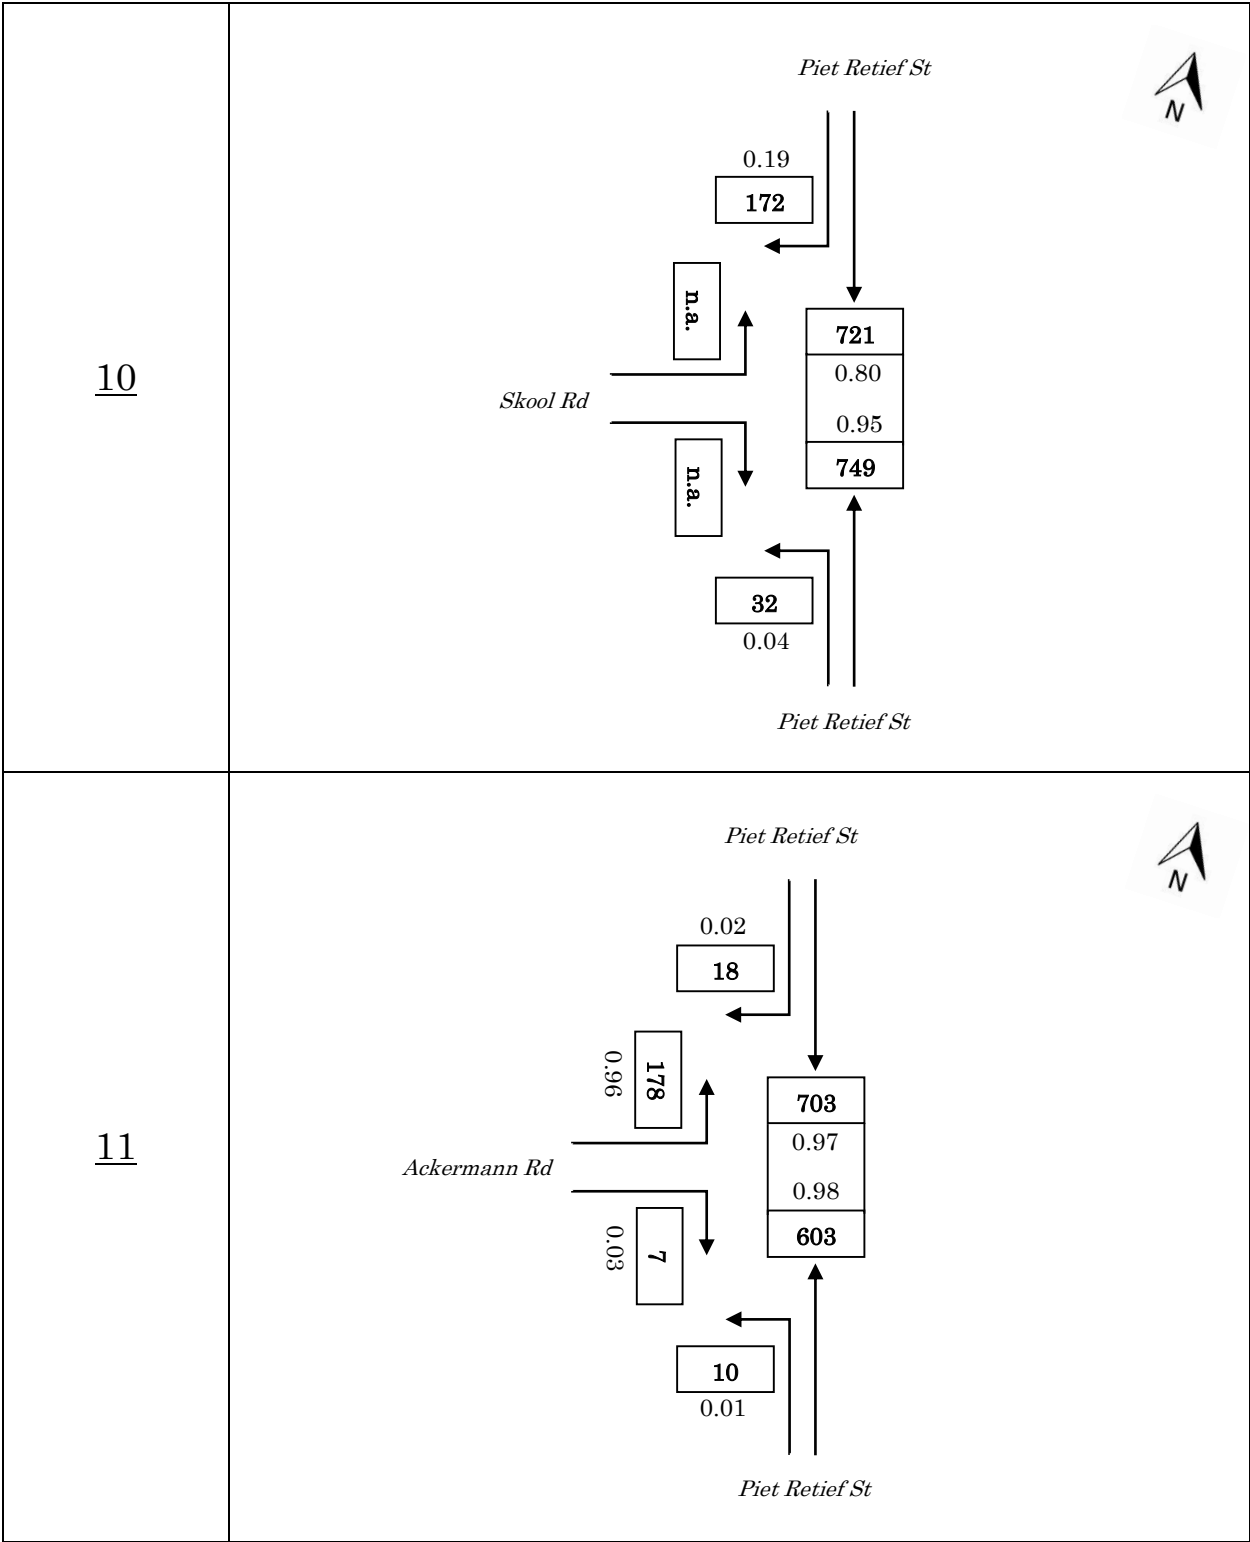 10
Piet Retief St
N
0.19
172
n.a.
721
0.80
Skool Rd
0.95
749
n.a.
32
0.04
Piet Retief St
11
Piet Retief St
N
0.02
18
0.96
178
703
0.97
Ackermann Rd
0.98
603
0.03
7
10
0.01
Piet Retief St